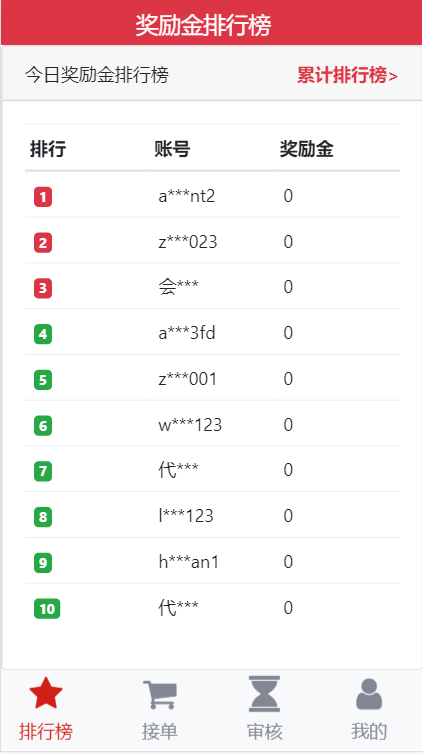 奖励金排行榜
今日奖励金排行榜 累计排行榜>
排行 账号 奖励金
1 a***nt2 0
2 z***023 0
3 会*** 0
4 a***3fd 0
5 z***001 0
6 w***123 0
7 代*** 0
8 l***123 0
9 h***an1 0
10 代*** 0
排行榜 接单 审核 我的